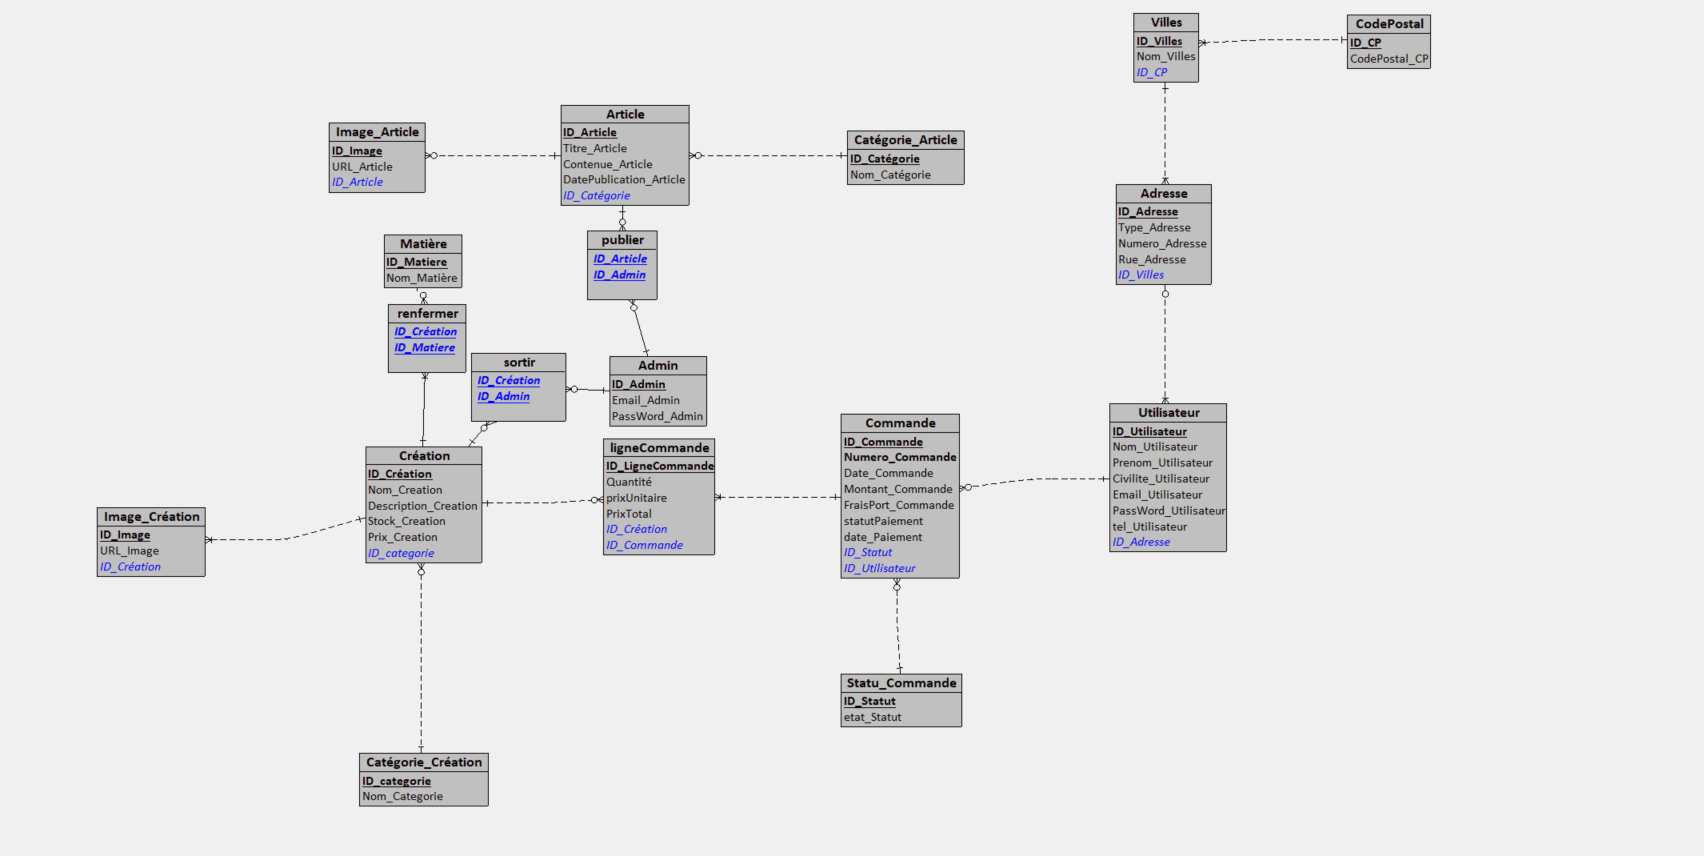 Villes
ID_Villes
Nom_Villes
ID_CP
CodePostal
ID_CP
CodePostal_CP
Image_Article
ID_Image
URL_Article
ID_Article
Article
ID_Article
Titre_Article
Contenue_Article
DatePublication_Article
ID_Catégorie
Catégorie_Article
ID_Catégorie
Nom_Catégorie
Adresse
ID_Adresse
Type_Adresse
Numero_Adresse
Rue_Adresse
ID_Villes
Matière
ID_Matiere
Nom_Matière
publier
ID_Article
ID_Admin
renfermer
ID_Création
ID_Matiere
sortir
ID_Création
ID_Admin
Admin
ID_Admin
Email_Admin
PassWord_Admin
Création
ID_Création
Nom_Creation
Description_Creation
Stock_Creation
Prix_Creation
ID_categorie
ligneCommande
ID_LigneCommande
Quantité
prixUnitaire
PrixTotal
ID_Création
ID_Commande
Commande
ID_Commande
Numero_Commande
Date_Commande
Montant_Commande
FraisPort_Commande
statutPaiement
date_Paiement
ID_Statut
ID_Utilisateur
Utilisateur
ID_Utilisateur
Nom_Utilisateur
Prenom_Utilisateur
Civilite_Utilisateur
Email_Utilisateur
PassWord_Utilisateur
tel_Utilisateur
ID_Adresse
Image_Création
ID_Image
URL_Image
ID_Création
Statu_Commande
ID_Statut
etat_Statut
Catégorie_Création
ID_categorie
Nom_Categorie